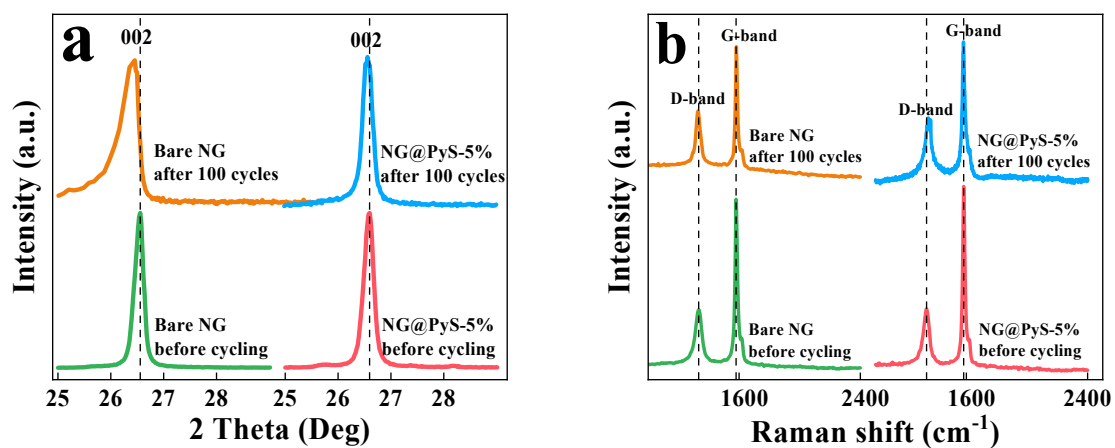 a
002
002
Bare NG
after 100 cycles
NG@PyS-5%
after 100 cycles
Bare NG
before cycling
NG@PyS-5%
before cycling
Intensity (a.u.)
25 26 27 28 25 26 27 28
2 Theta (Deg)
b
G-band
G-band
D-band
D-band
Bare NG
after 100 cycles
NG@PyS-5%
after 100 cycles
Bare NG
before cycling
NG@PyS-5%
before cycling
Intensity (a.u.)
1600 2400 1600 2400
Raman shift (cm⁻¹)